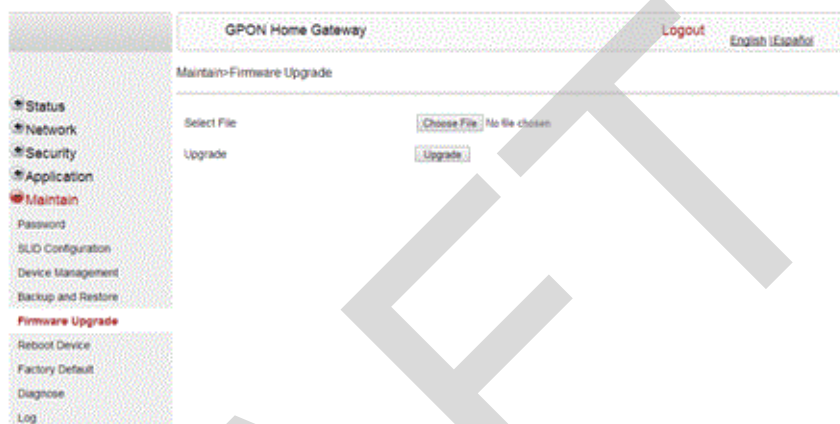 GPON Home Gateway
Logout
English |Español
Maintain>Firmware Upgrade
Status
Network
Security
Application
Maintain
Password
SLID Configuration
Device Management
Backup and Restore
Firmware Upgrade
Reboot Device
Factory Default
Diagnose
Log
Select File
Choose File No file chosen
Upgrade
Upgrade